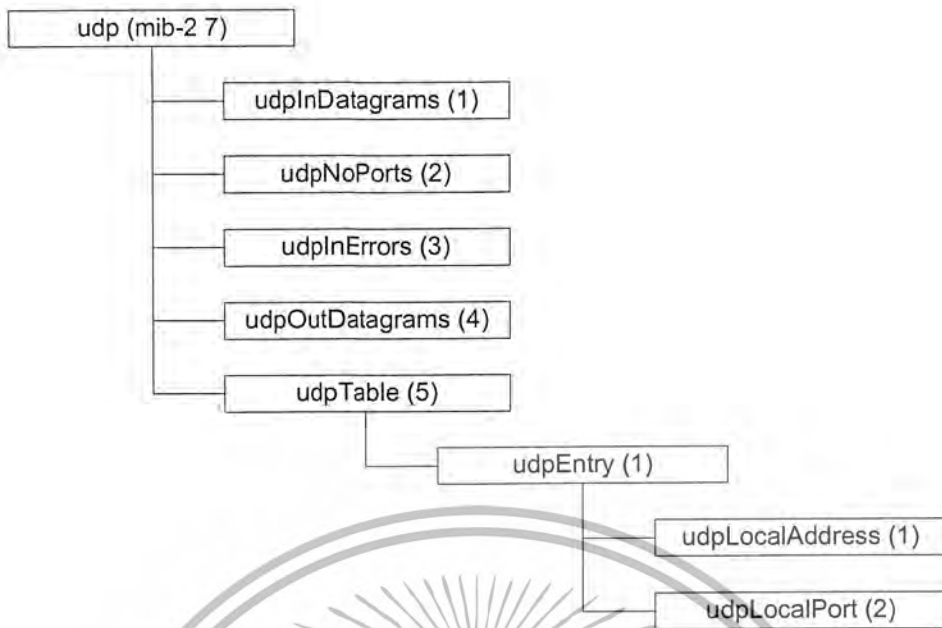 udp (mib-2 7)
udpInDatagrams (1)
udpNoPorts (2)
udpInErrors (3)
udpOutDatagrams (4)
udpTable (5)
udpEntry (1)
udpLocalAddress (1)
udpLocalPort (2)